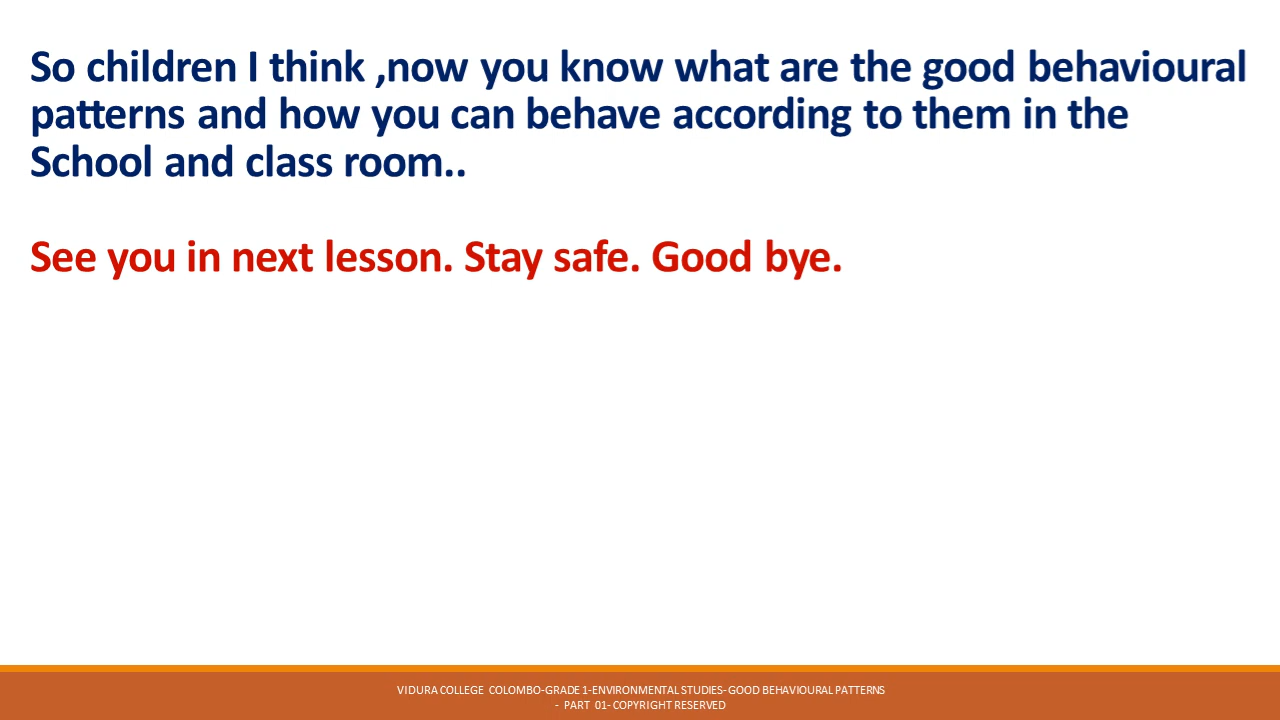 So children I think ,now you know what are the good behavioural
patterns and how you can behave according to them in the
School and class room..
See you in next lesson. Stay safe. Good bye.
VIDURA COLLEGE COLOMBO-GRADE 1-ENVIRONMENTAL STUDIES- GOOD BEHAVIOURAL PATTERNS
- PART 01- COPYRIGHT RESERVED